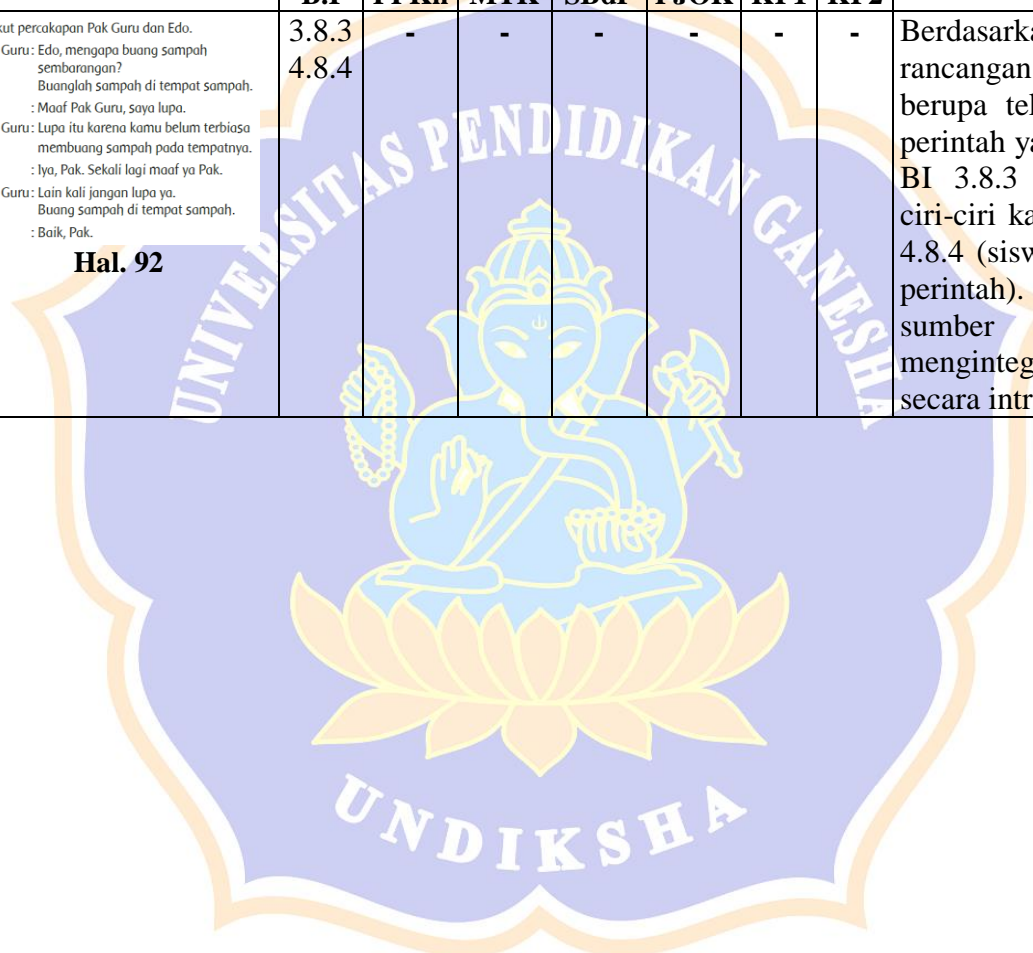 3.8.3 - - - - - -
4.8.4
kut percakapan Pak Guru dan Edo.
Guru : Edo, mengapa buang sampah
sembarangan?
Buanglah sampah di tempat sampah.
: Maaf Pak Guru, saya lupa.
Guru : Lupa itu karena kamu belum terbiasa
membuang sampah pada tempatnya.
: Iya, Pak. Sekali lagi maaf ya Pak.
Guru : Lain kali jangan lupa ya.
Buang sampah di tempat sampah.
: Baik, Pak.
Hal. 92
Berdasarka
rancangan
berupa
perintah ya
BI 3.8.3
ciri-ciri ka
4.8.4 (sisw
perintah).
sumber
menginteg
secara intr
UNIVERSITAS PENDIDIKAN GANESHA
UNDIKSHA